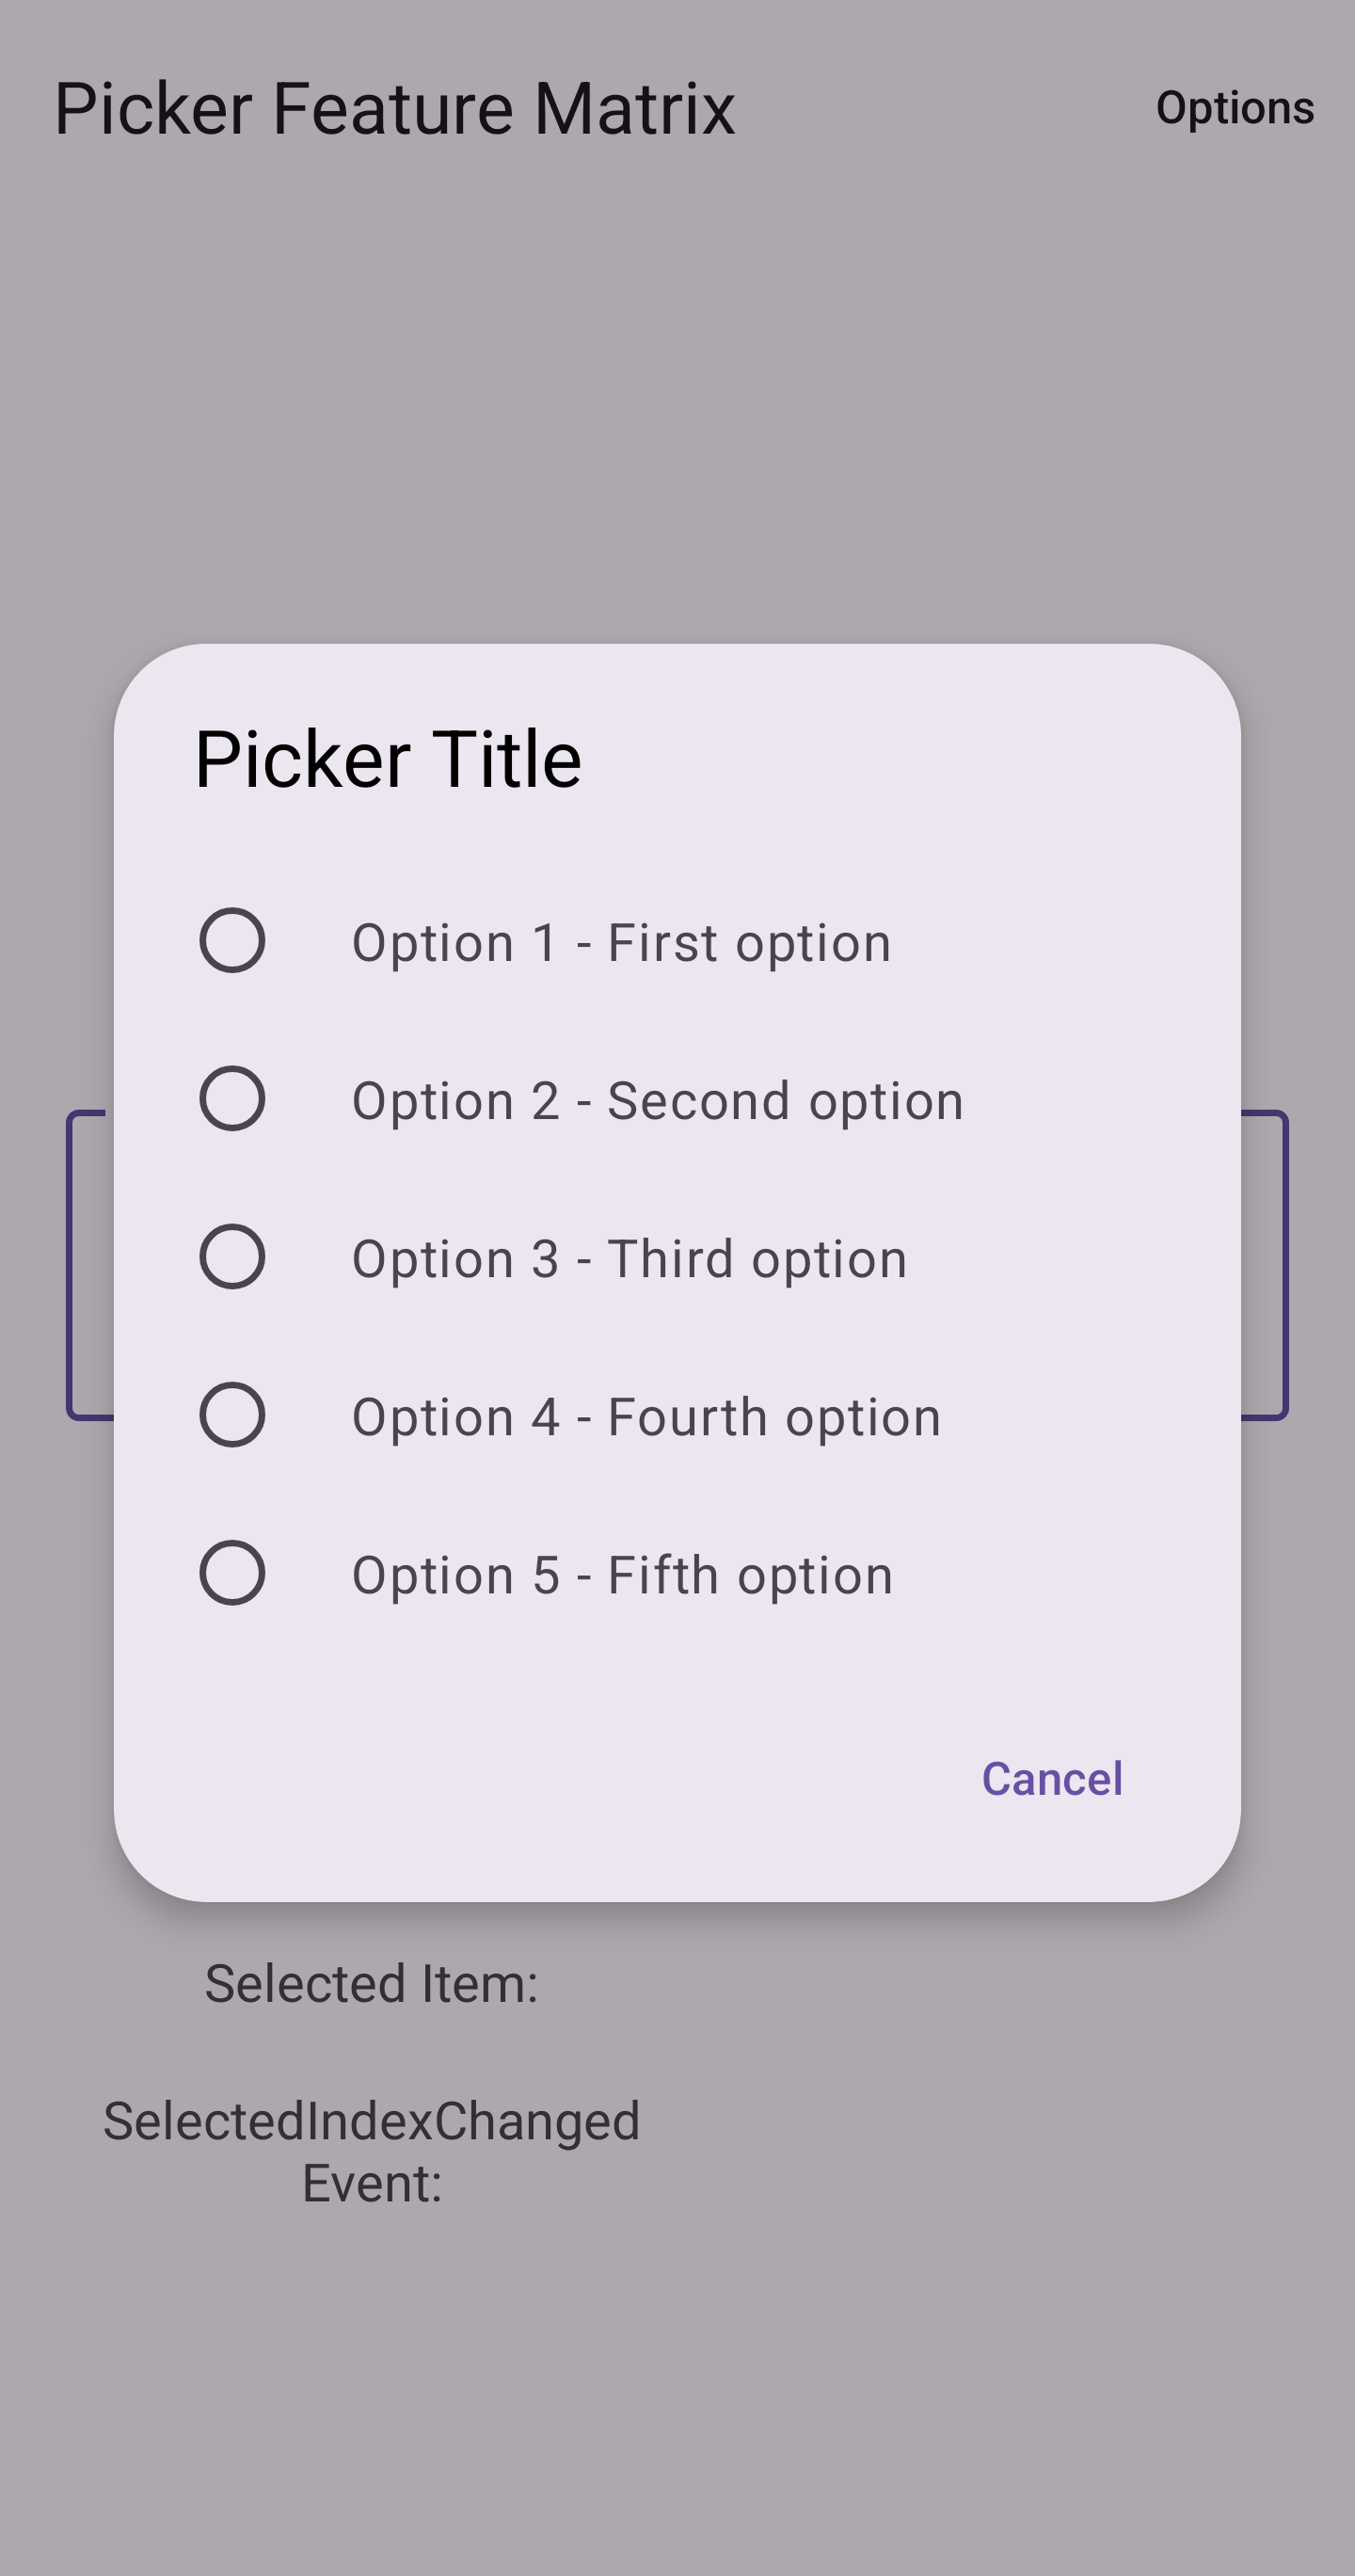 Picker Feature Matrix
Options
Picker Title
Option 1 - First option
Option 2 - Second option
Option 3 - Third option
Option 4 - Fourth option
Option 5 - Fifth option
Cancel
Selected Item:
SelectedIndexChanged
Event: